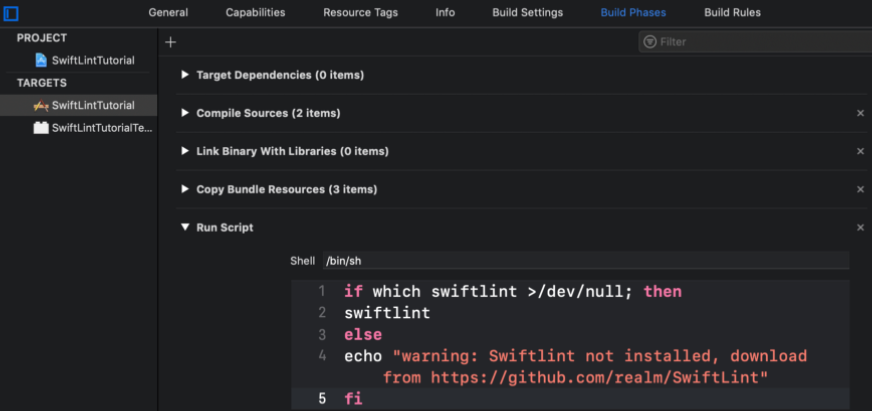 General Capabilities Resource Tags Info Build Settings Build Phases Build Rules
PROJECT
Filter
SwiftLintTutorial
Target Dependencies (0 items)
TARGETS
SwiftLintTutorial
Compile Sources (2 items)
SwiftLintTutorialTe...
Link Binary With Libraries (0 items)
Copy Bundle Resources (3 items)
Run Script
Shell /bin/sh
1 if which swiftlint >/dev/null; then
2 swiftlint
3 else
4 echo "warning: Swiftlint not installed, download
from https://github.com/realm/SwiftLint"
5 fi